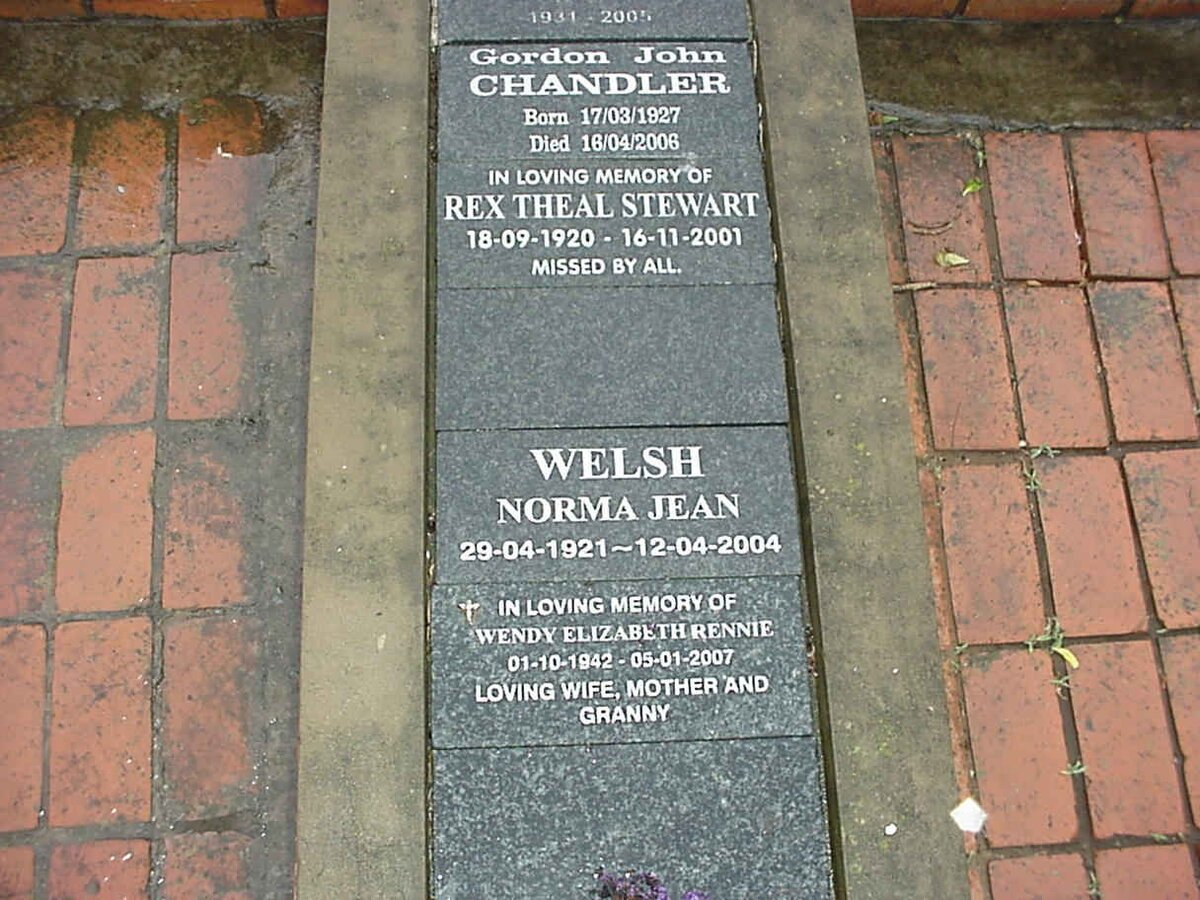 1931 - 2005
Gordon John
CHANDLER
Born 17/03/1927
Died 16/04/2006
IN LOVING MEMORY OF
REX THEAL STEWART
18-09-1920 - 16-11-2001
MISSED BY ALL.
WELSH
NORMA JEAN
29-04-1921~12-04-2004
IN LOVING MEMORY OF
WENDY ELIZABETH RENNIE
01-10-1942 - 05-01-2007
LOVING WIFE, MOTHER AND
GRANNY